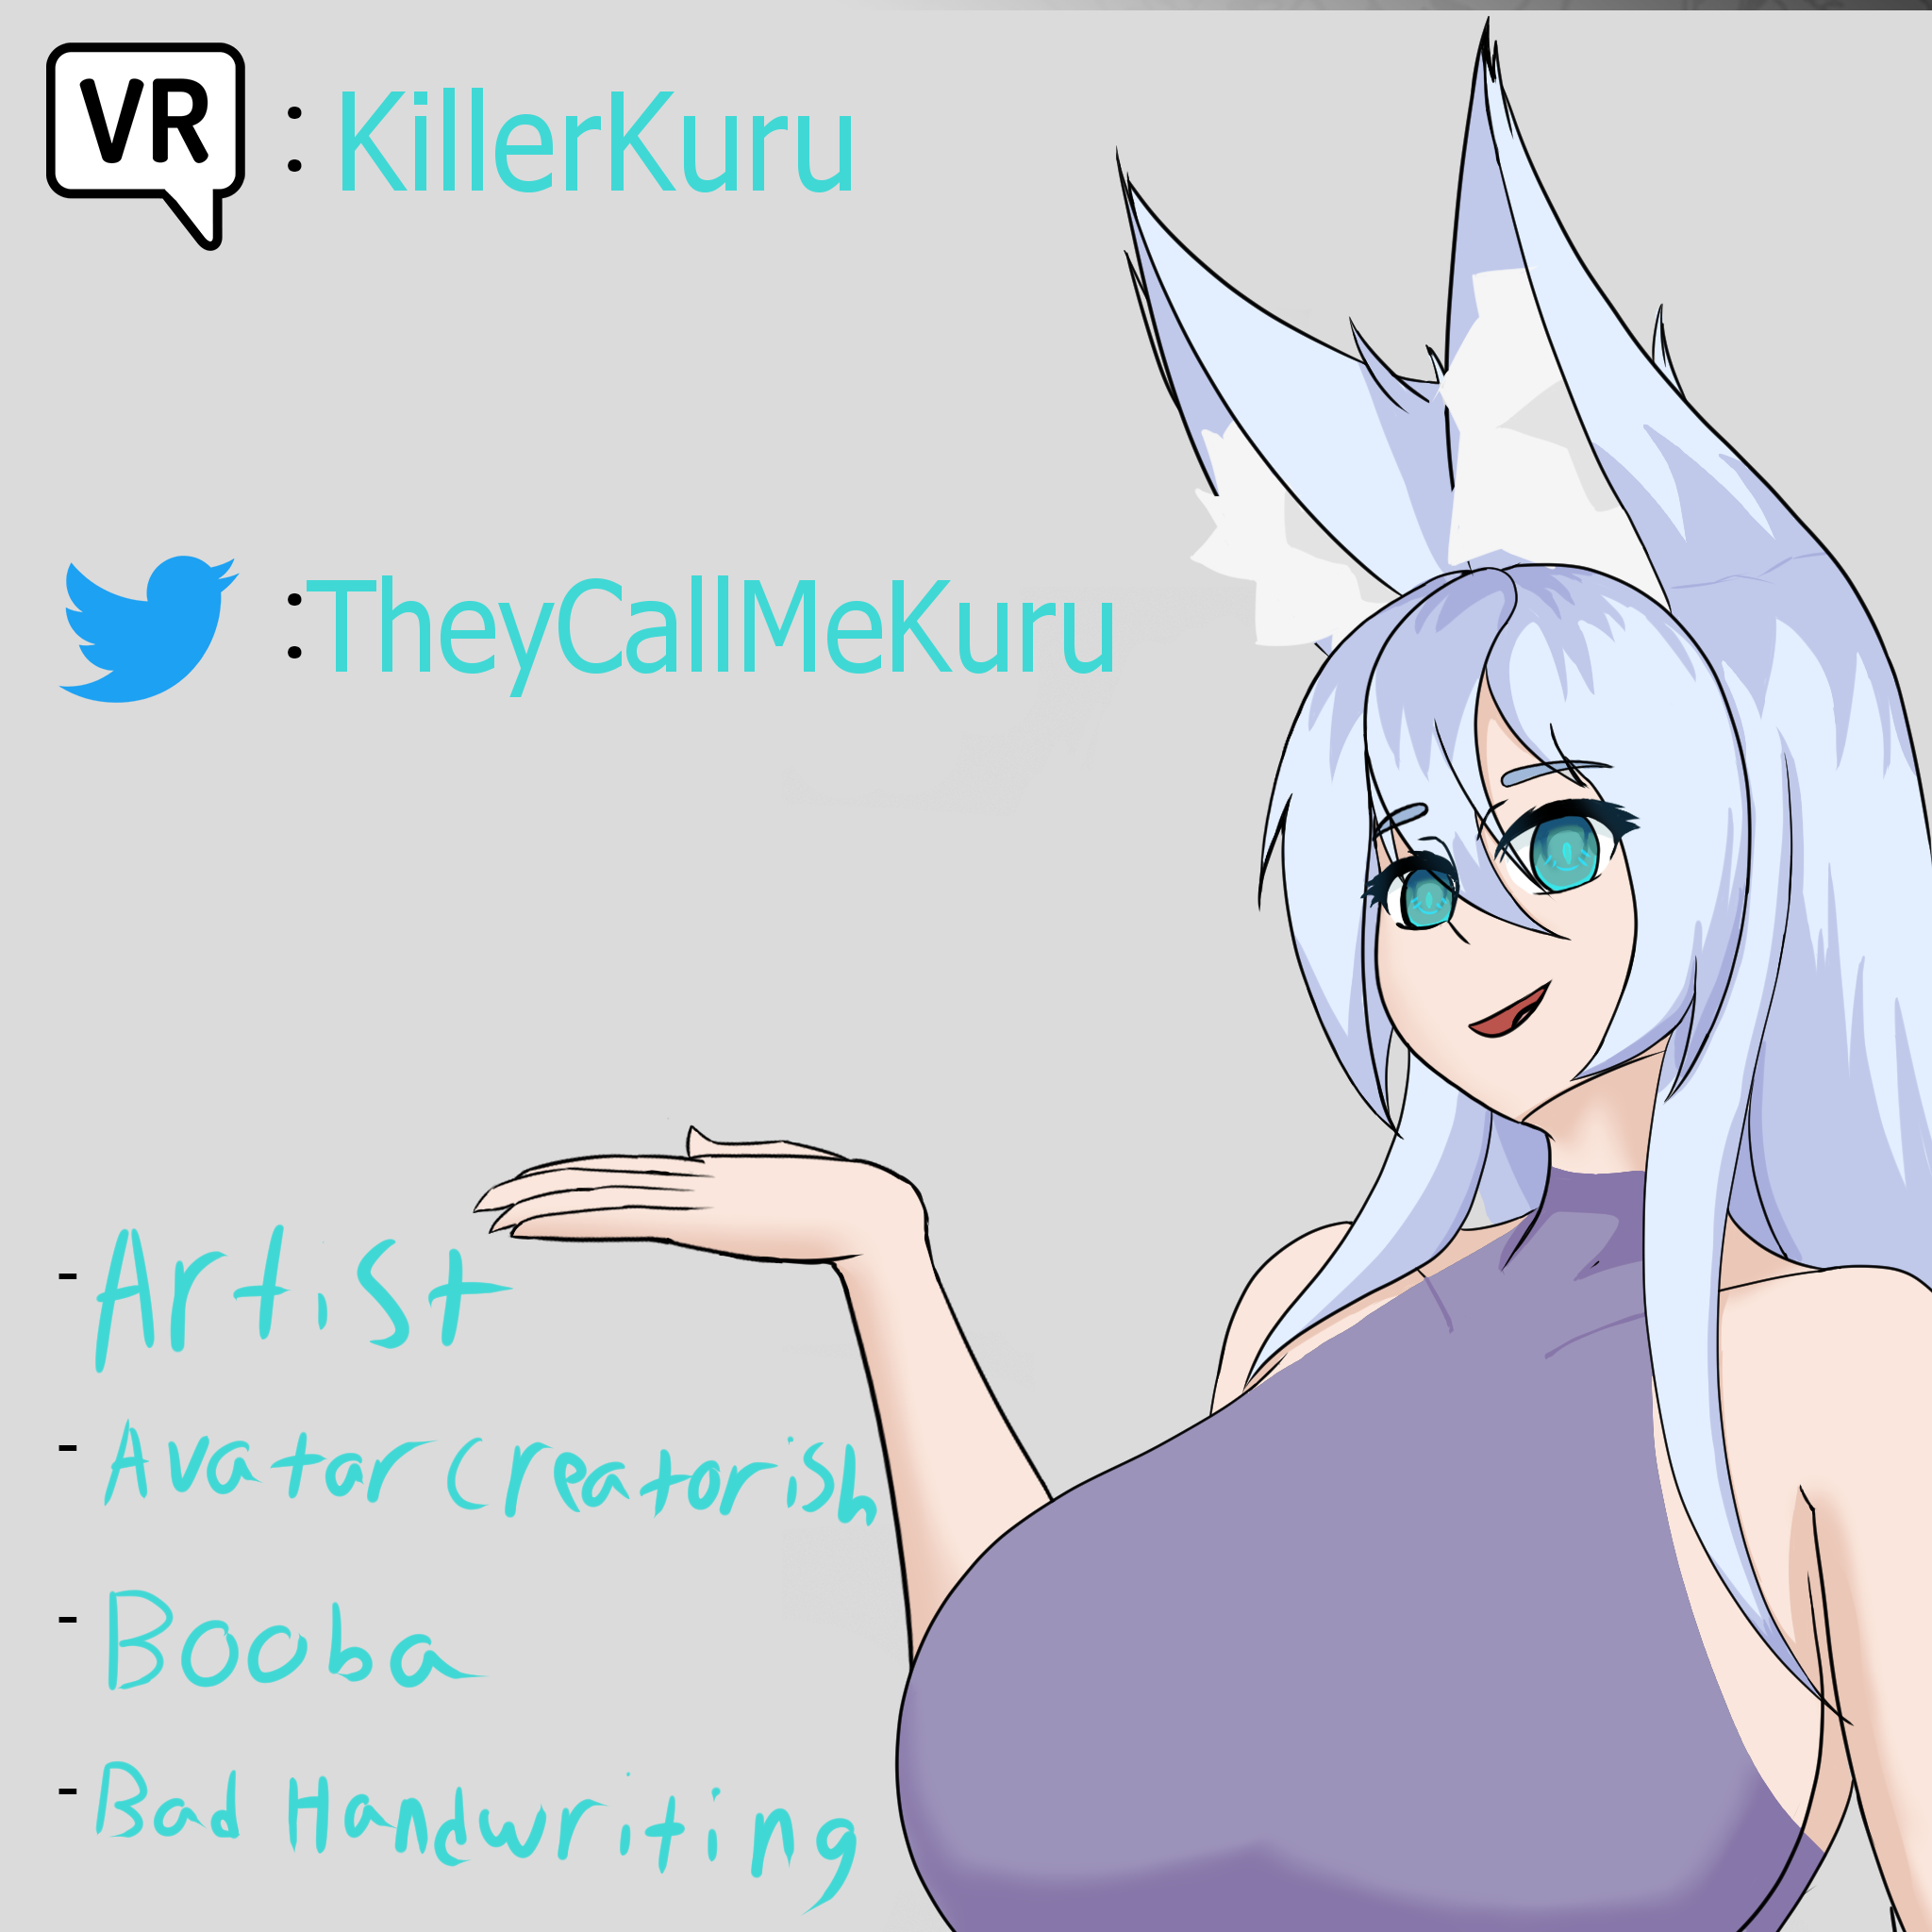 VR : KillerKuru
:TheyCallMeKuru
- Artist
- Avatar Creatorish
- Booba
- Bad Handwriting